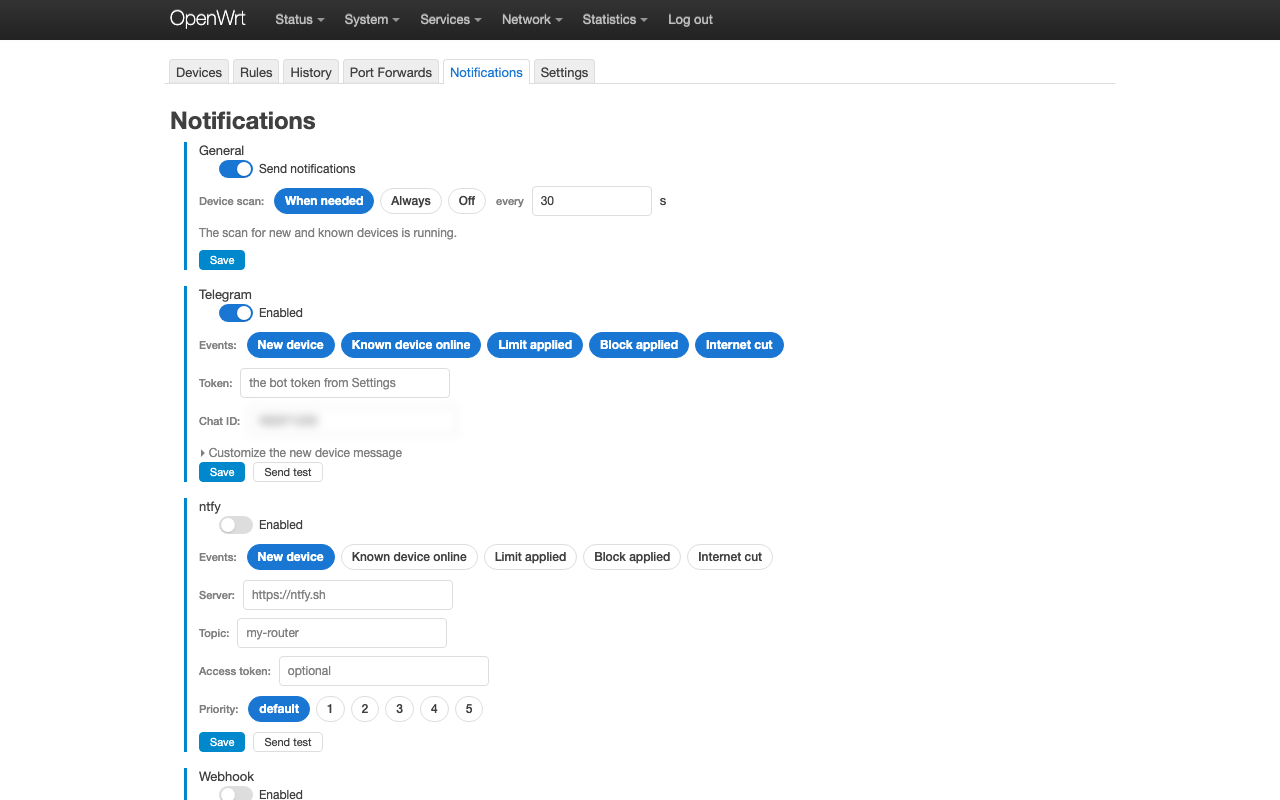 OpenWrt Status System Services Network Statistics Log out
Devices Rules History Port Forwards Notifications Settings
Notifications
General
Send notifications
Device scan: When needed Always Off every 30 s
The scan for new and known devices is running.
Save
Telegram
Enabled
Events: New device Known device online Limit applied Block applied Internet cut
Token: the bot token from Settings
Chat ID:
Customize the new device message
Save Send test
ntfy
Enabled
Events: New device Known device online Limit applied Block applied Internet cut
Server: https://ntfy.sh
Topic: my-router
Access token: optional
Priority: default 1 2 3 4 5
Save Send test
Webhook
Enabled